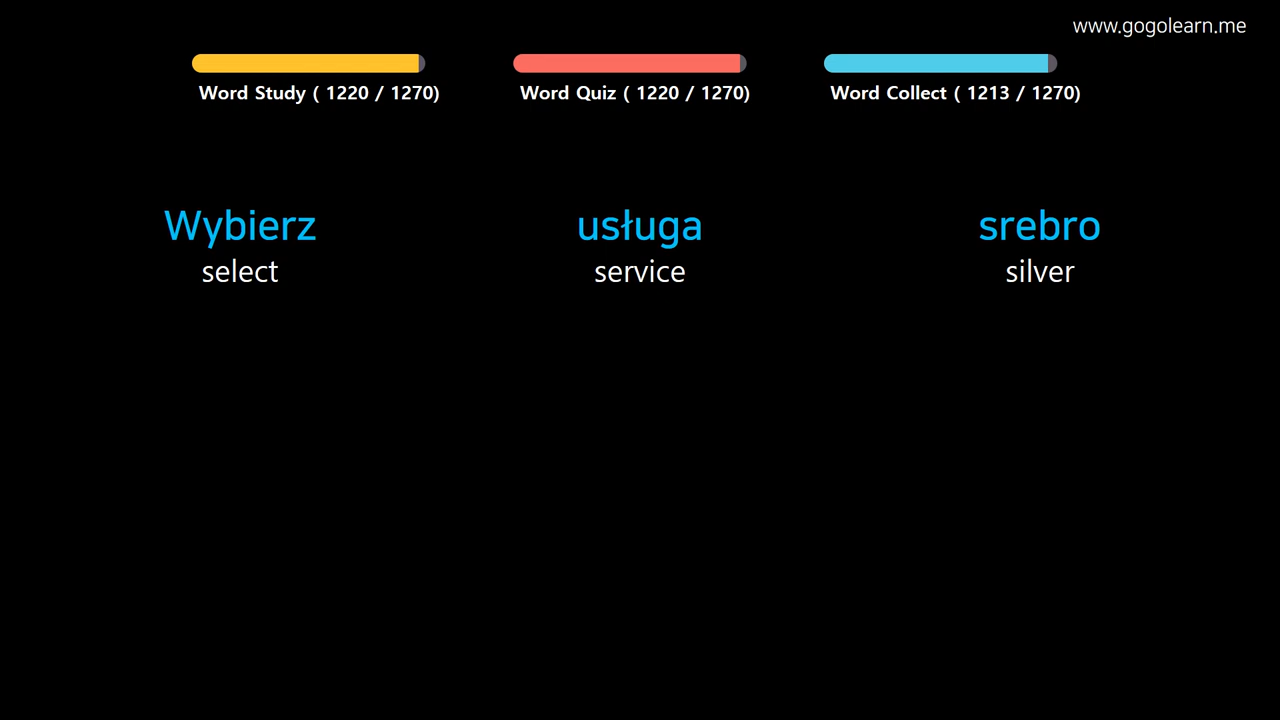 www.gogolearn.me
Word Study ( 1220 / 1270)
Word Quiz ( 1220 / 1270)
Word Collect ( 1213 / 1270)
Wybierz
select
usługa
service
srebro
silver